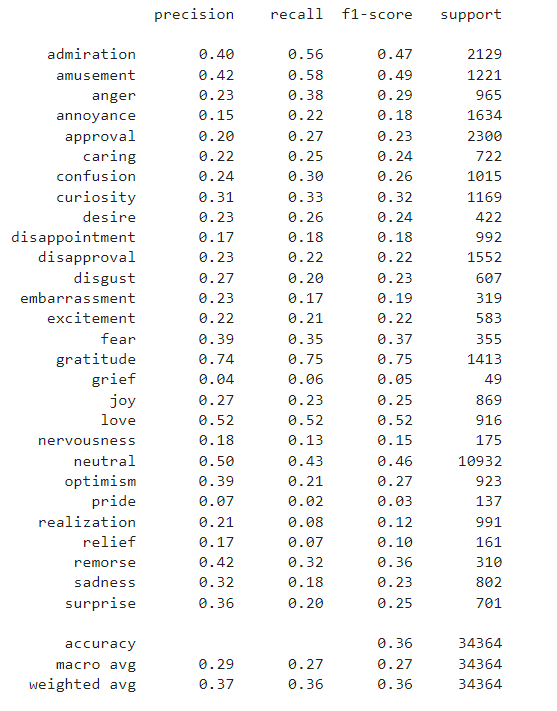 precision recall f1-score support
admiration 0.40 0.56 0.47 2129
amusement 0.42 0.58 0.49 1221
anger 0.23 0.38 0.29 965
annoyance 0.15 0.22 0.18 1634
approval 0.20 0.27 0.23 2300
caring 0.22 0.25 0.24 722
confusion 0.24 0.30 0.26 1015
curiosity 0.31 0.33 0.32 1169
desire 0.23 0.26 0.24 422
disappointment 0.17 0.18 0.18 992
disapproval 0.23 0.22 0.22 1552
disgust 0.27 0.20 0.23 607
embarrassment 0.23 0.17 0.19 319
excitement 0.22 0.21 0.22 583
fear 0.39 0.35 0.37 355
gratitude 0.74 0.75 0.75 1413
grief 0.04 0.06 0.05 49
joy 0.27 0.23 0.25 869
love 0.52 0.52 0.52 916
nervousness 0.18 0.13 0.15 175
neutral 0.50 0.43 0.46 10932
optimism 0.39 0.21 0.27 923
pride 0.07 0.02 0.03 137
realization 0.21 0.08 0.12 991
relief 0.17 0.07 0.10 161
remorse 0.42 0.32 0.36 310
sadness 0.32 0.18 0.23 802
surprise 0.36 0.20 0.25 701
accuracy 0.36 34364
macro avg 0.29 0.27 0.27 34364
weighted avg 0.37 0.36 0.36 34364